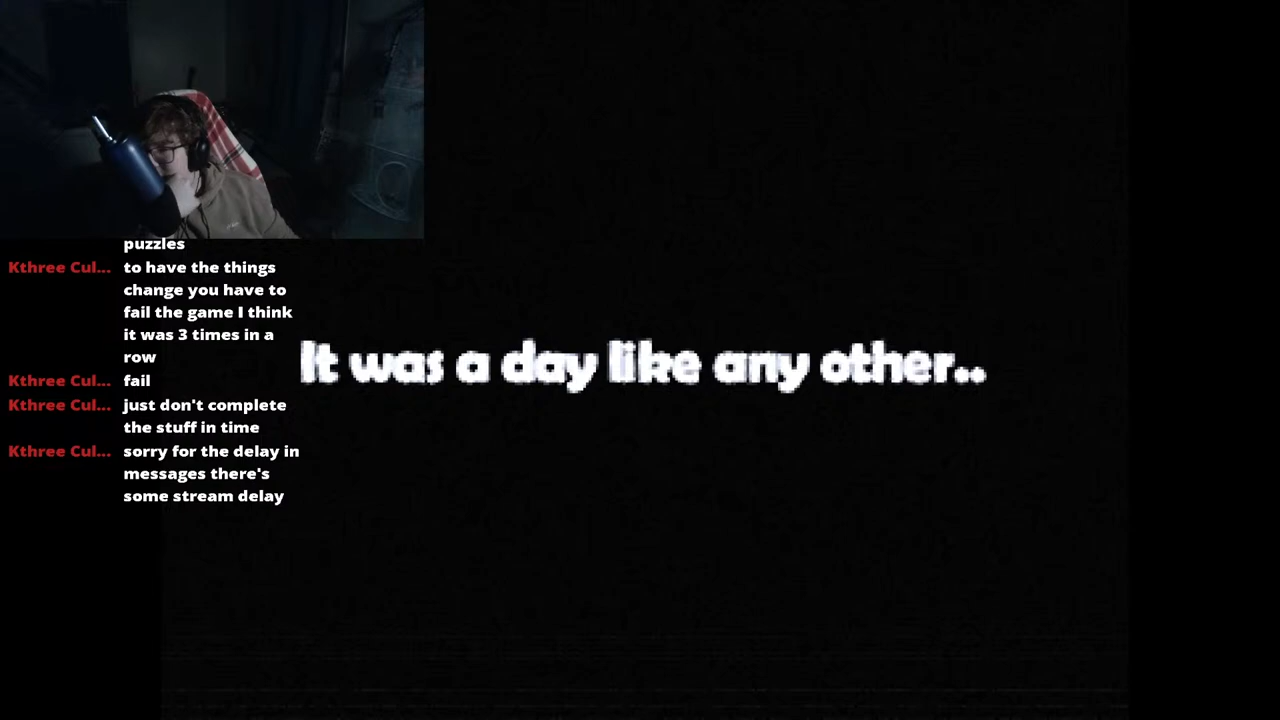 puzzles
Kthree Cul... to have the things
change you have to
fail the game I think
it was 3 times in a
row
Kthree Cul... fail
Kthree Cul... just don't complete
the stuff in time
Kthree Cul... sorry for the delay in
messages there's
some stream delay
It was a day like any other..